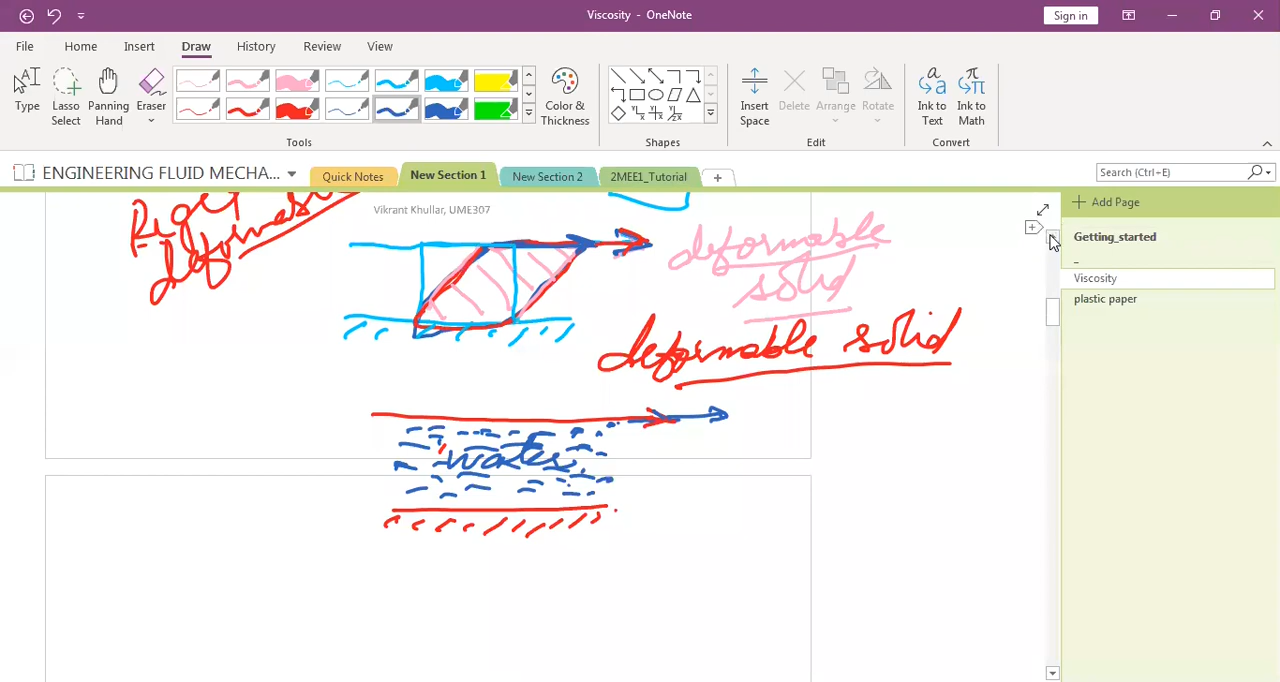 Viscosity - OneNote
Sign in
File Home Insert Draw History Review View
Type
Lasso Select
Panning Hand
Eraser
Color & Thickness
Insert Space
Delete
Arrange
Rotate
Ink to Text
Ink to Math
Tools
Shapes
Edit
Convert
ENGINEERING FLUID MECHA...
Quick Notes
New Section 1
New Section 2
2MEE1_Tutorial
Search (Ctrl+E)
Add Page
Getting_started
Viscosity
plastic paper
Vikrant Khullar, UME307
deformable
solid
deformable solid
water